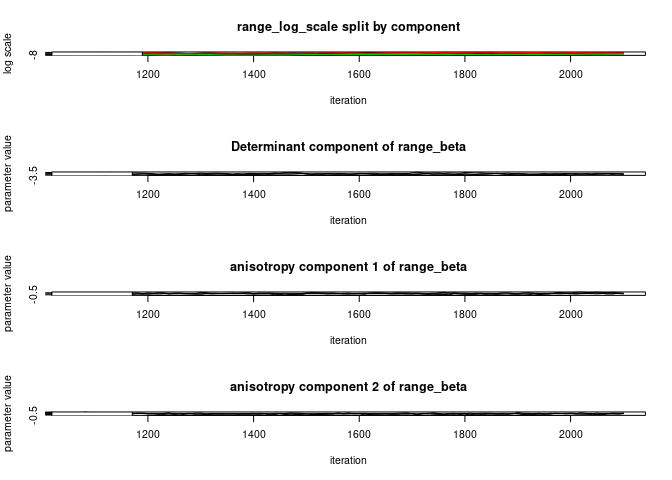 range_log_scale split by component
log scale
-8
1200 1400 1600 1800 2000
iteration
Determinant component of range_beta
parameter value
-3.5
1200 1400 1600 1800 2000
iteration
anisotropy component 1 of range_beta
parameter value
-0.5
1200 1400 1600 1800 2000
iteration
anisotropy component 2 of range_beta
parameter value
-0.5
1200 1400 1600 1800 2000
iteration